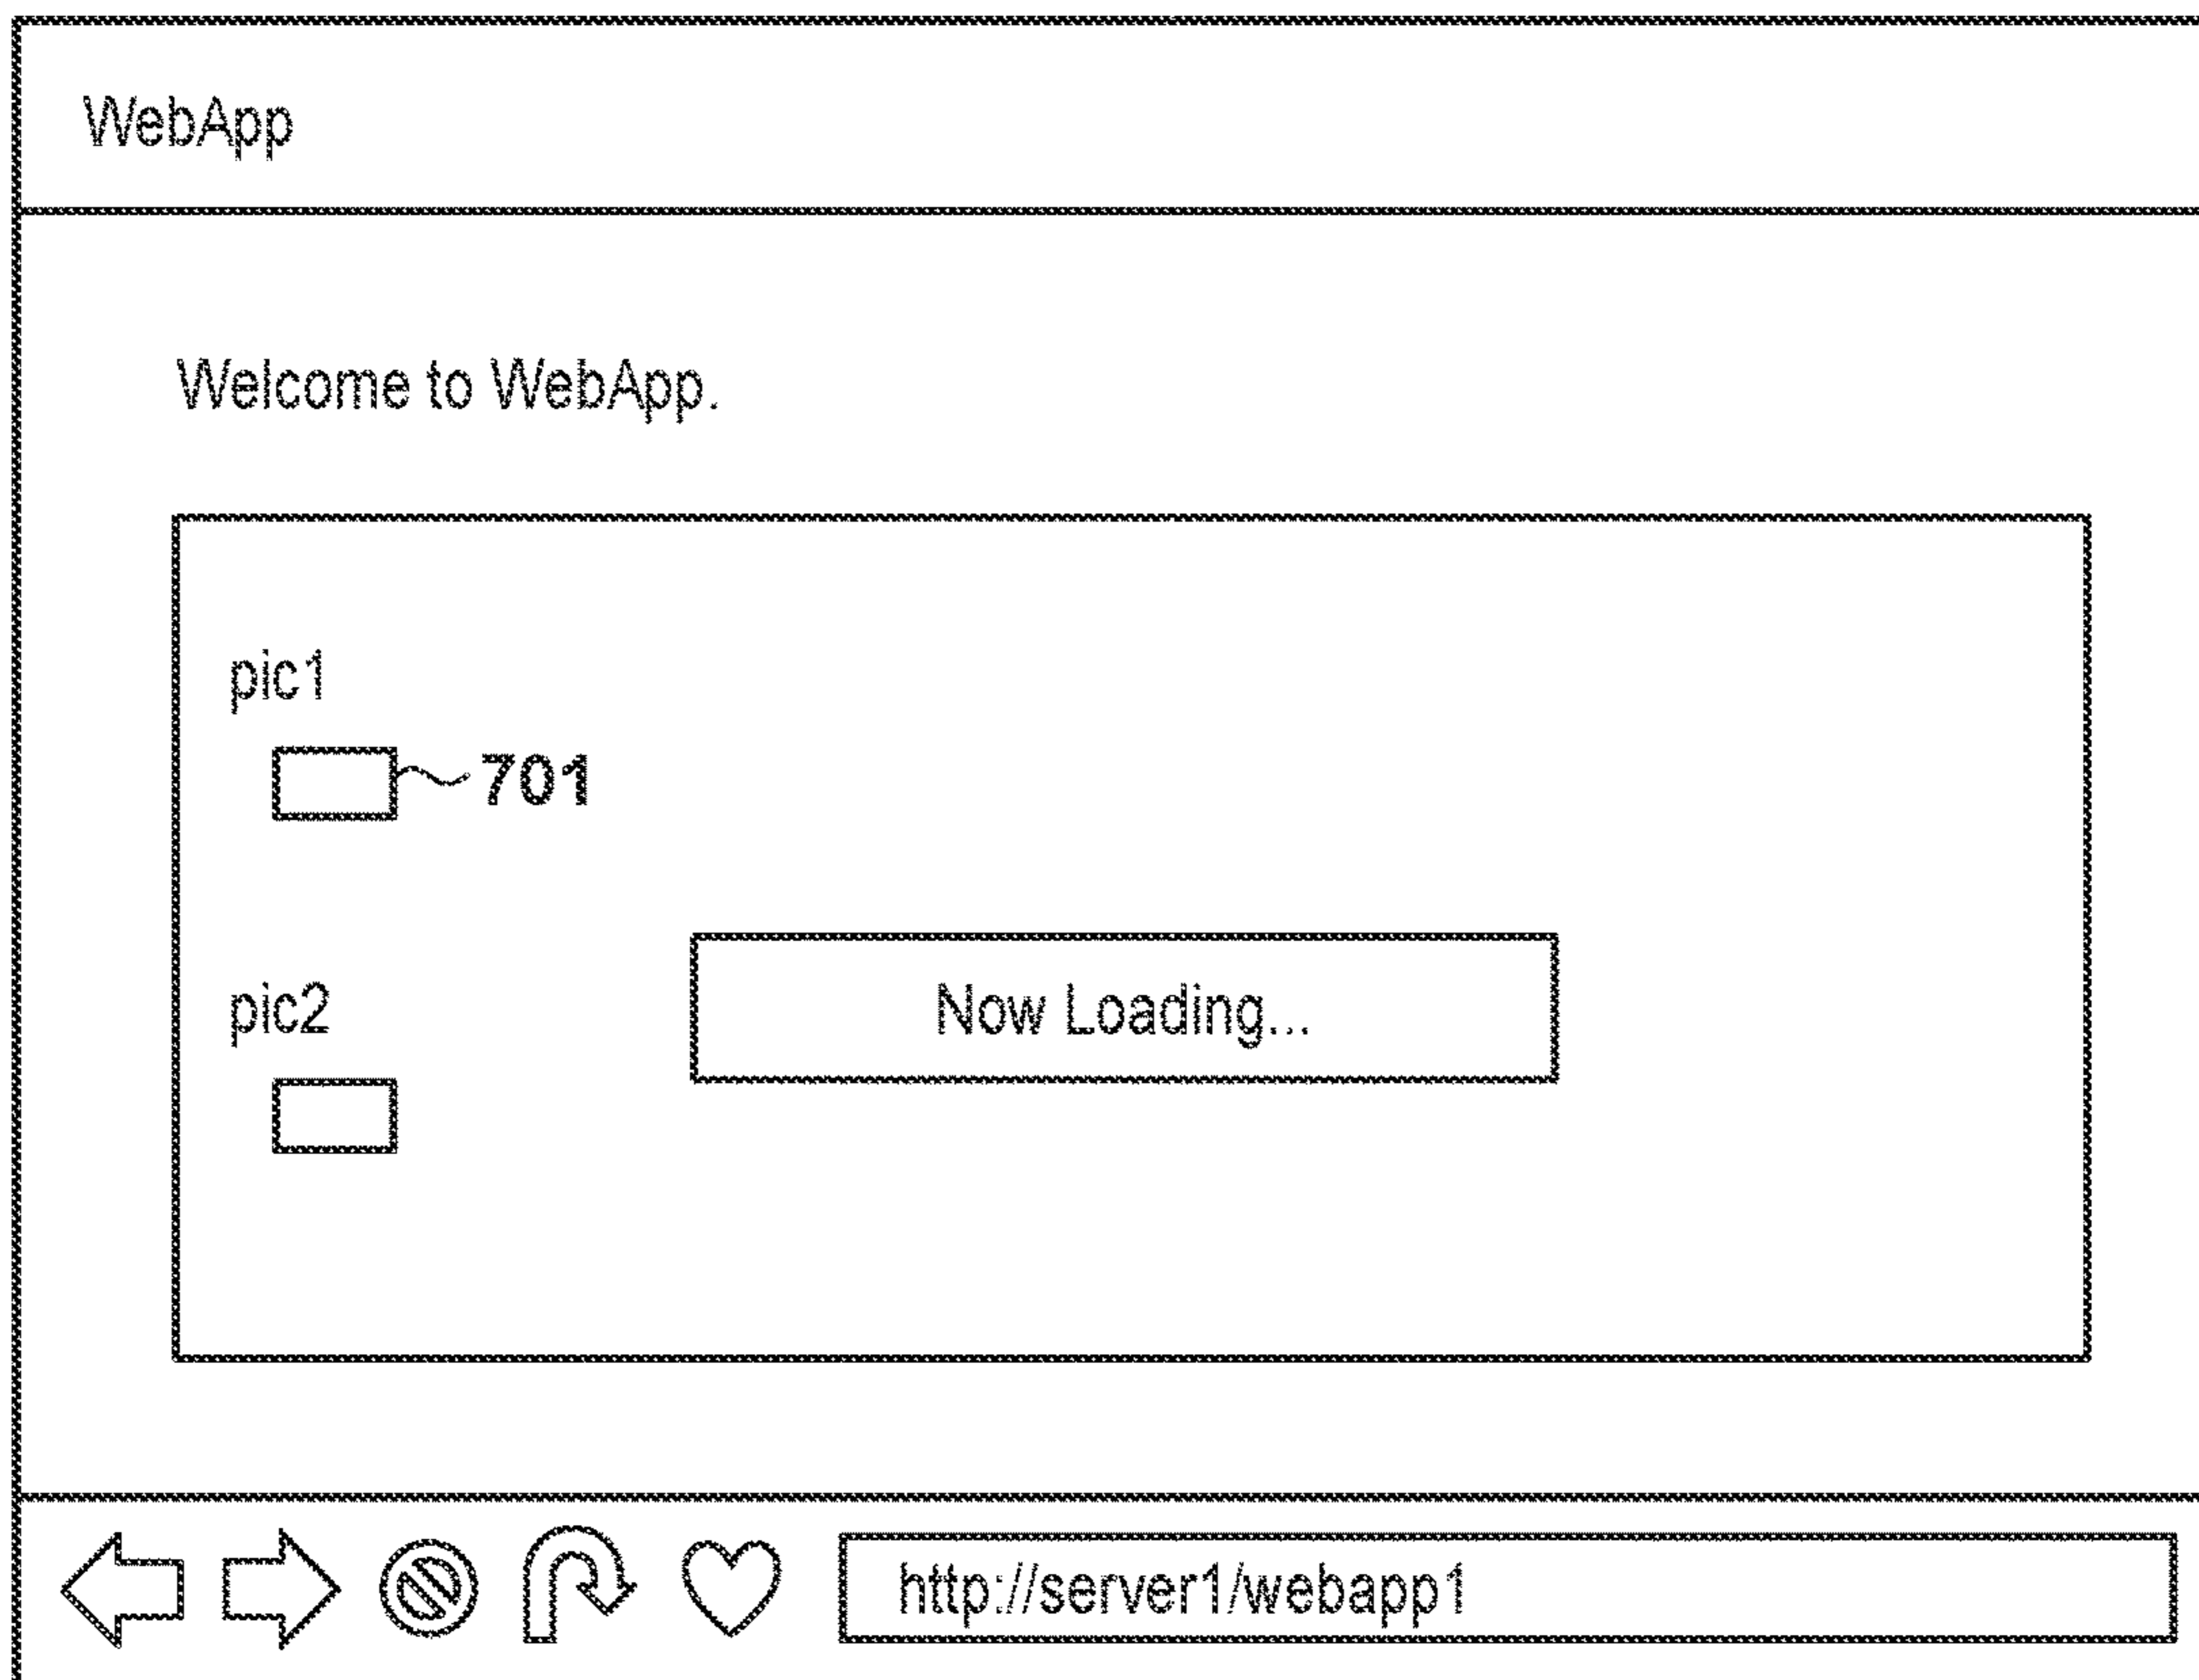 WebApp
Welcome to WebApp.
pic1
701
pic2
Now Loading...
http://server1/webapp1